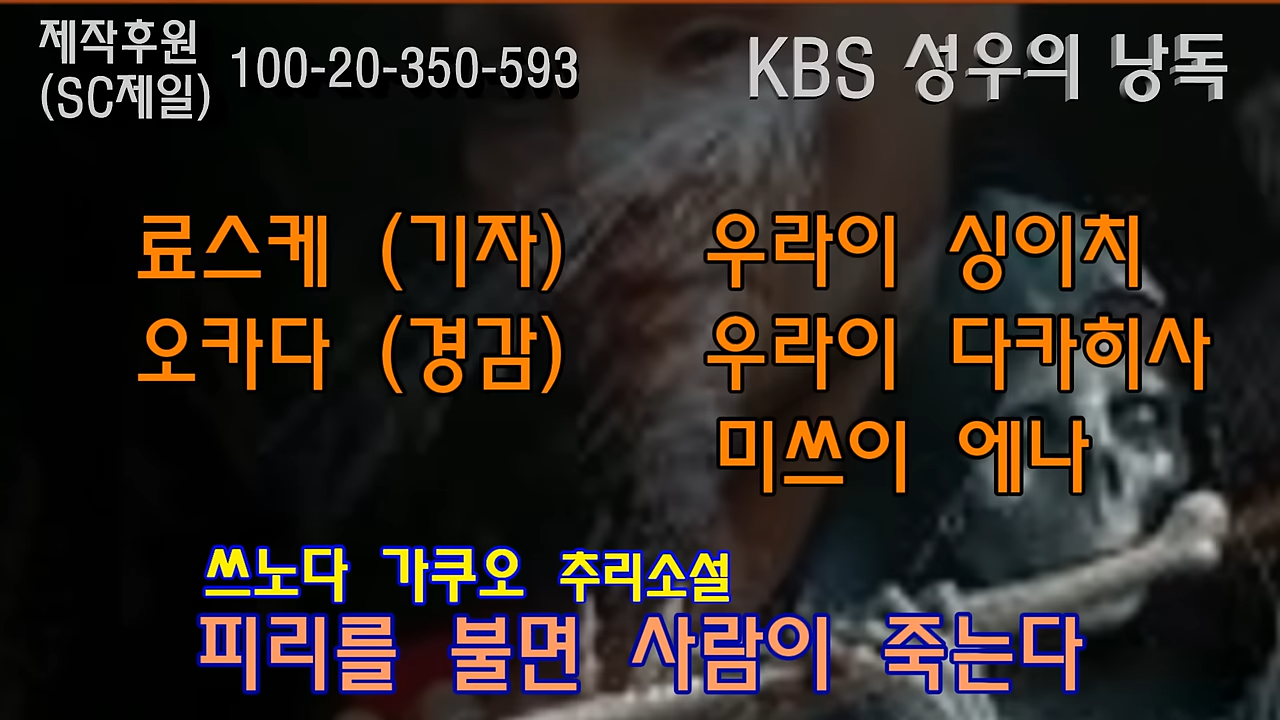 제작후원
(SC제일)
100-20-350-593
KBS 성우의 낭독
료스케 (기자)
우라이 싱이치
오카다 (경감)
우라이 다카히사
미쓰이 에나
쓰노다 가쿠오 추리소설
피리를 불면 사람이 죽는다